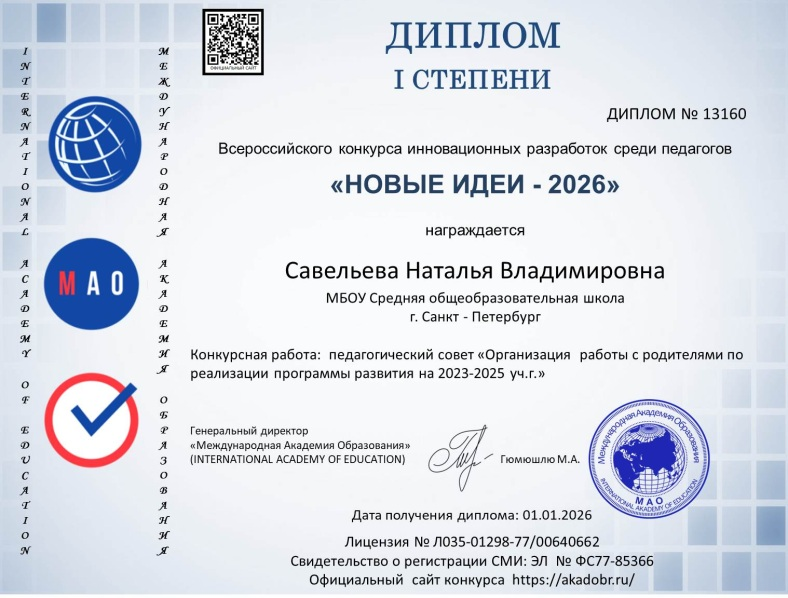 INTERNATIONAL ACADEMY OF EDUCATION
МЕЖДУНАРОДНАЯ АКАДЕМИЯ ОБРАЗОВАНИЯ
ОФИЦИАЛЬНЫЙ САЙТ
МАО
ДИПЛОМ
I СТЕПЕНИ
ДИПЛОМ № 13160
Всероссийского конкурса инновационных разработок среди педагогов
«НОВЫЕ ИДЕИ - 2026»
награждается
Савельева Наталья Владимировна
МБОУ Средняя общеобразовательная школа
г. Санкт - Петербург
Конкурсная работа: педагогический совет «Организация работы с родителями по
реализации программы развития на 2023-2025 уч.г.»
Генеральный директор
«Международная Академия Образования»
(INTERNATIONAL ACADEMY OF EDUCATION)
Гюмюшлю М.А.
Международная Академия Образования
МАО
INTERNATIONAL ACADEMY OF EDUCATION
Дата получения диплома: 01.01.2026
Лицензия № Л035-01298-77/00640662
Свидетельство о регистрации СМИ: ЭЛ № ФС77-85366
Официальный сайт конкурса https://akadobr.ru/